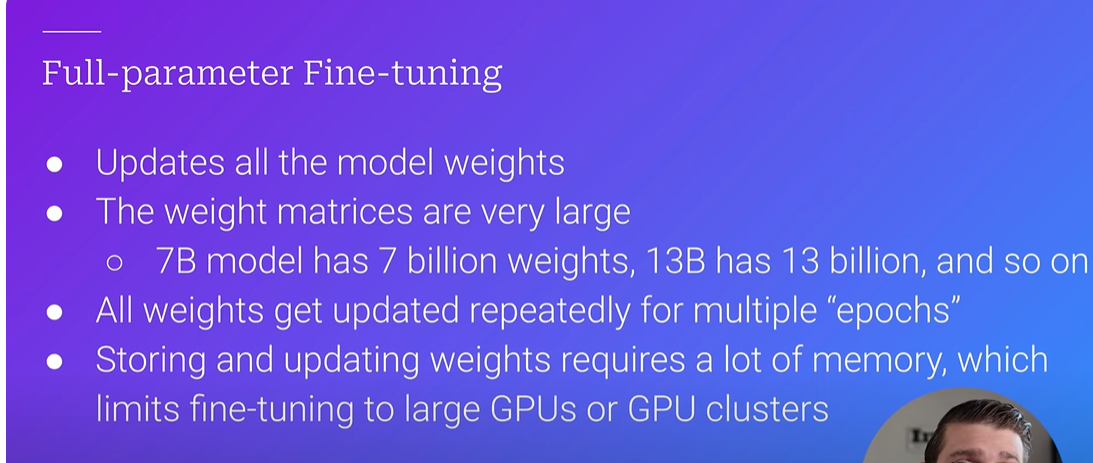 Full-parameter Fine-tuning
● Updates all the model weights
● The weight matrices are very large
○ 7B model has 7 billion weights, 13B has 13 billion, and so on
● All weights get updated repeatedly for multiple “epochs”
● Storing and updating weights requires a lot of memory, which
limits fine-tuning to large GPUs or GPU clusters